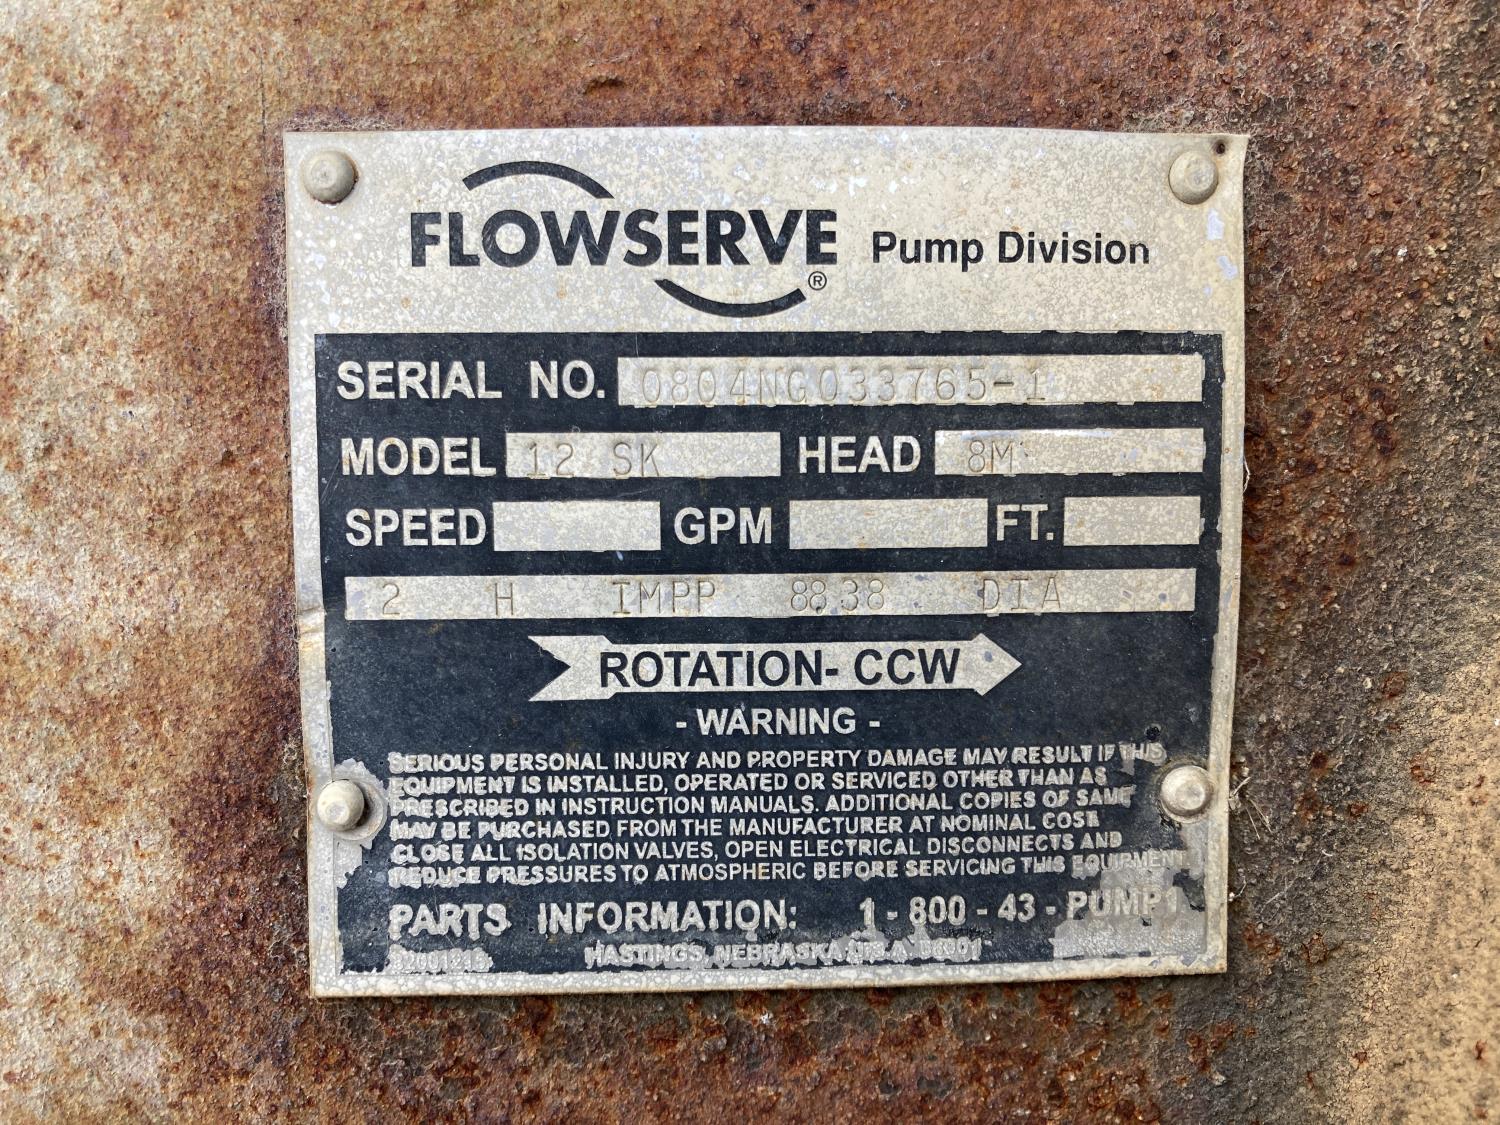 FLOWSERVE ® Pump Division
SERIAL NO. 0804NG033765-1
MODEL 12 SK HEAD 8M
SPEED GPM FT.
2 H IMPP 8838 DIA
ROTATION- CCW
- WARNING -
SERIOUS PERSONAL INJURY AND PROPERTY DAMAGE MAY RESULT IF THIS
EQUIPMENT IS INSTALLED, OPERATED OR SERVICED OTHER THAN AS
PRESCRIBED IN INSTRUCTION MANUALS. ADDITIONAL COPIES OF SAME
MAY BE PURCHASED FROM THE MANUFACTURER AT NOMINAL COST
CLOSE ALL ISOLATION VALVES, OPEN ELECTRICAL DISCONNECTS AND
REDUCE PRESSURES TO ATMOSPHERIC BEFORE SERVICING THIS EQUIPMENT
PARTS INFORMATION: 1 - 800 - 43 - PUMP1
HASTINGS, NEBRASKA